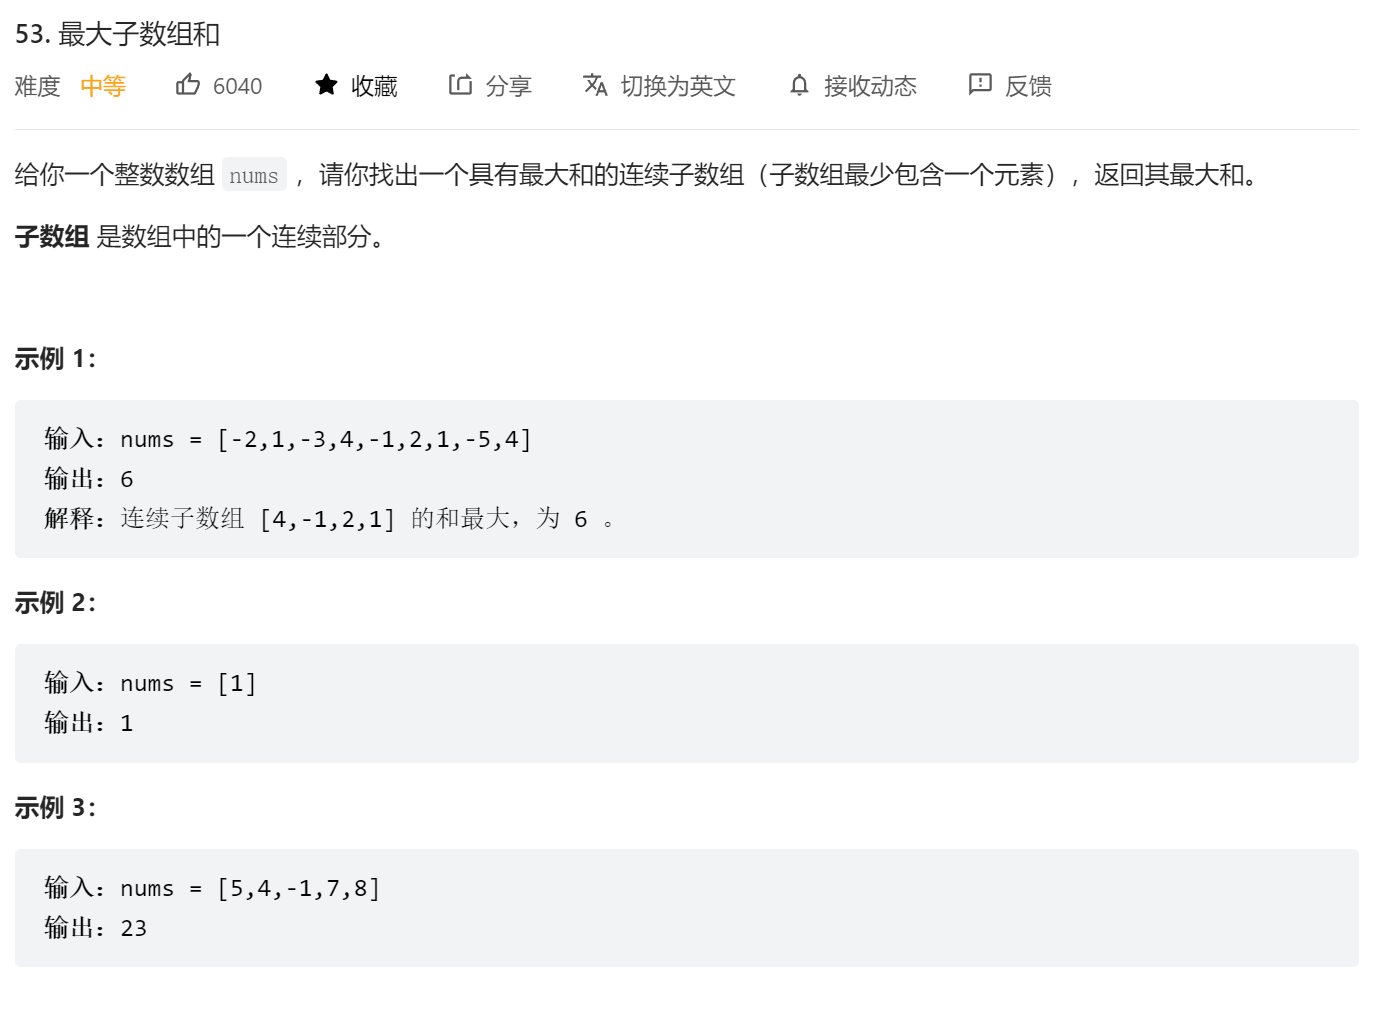 53. 最大子数组和
难度 中等 6040 收藏 分享 切换为英文 接收动态 反馈
给你一个整数数组 nums ，请你找出一个具有最大和的连续子数组（子数组最少包含一个元素），返回其最大和。
子数组 是数组中的一个连续部分。
示例 1：
输入：nums = [-2,1,-3,4,-1,2,1,-5,4]
输出：6
解释：连续子数组 [4,-1,2,1] 的和最大，为 6 。
示例 2：
输入：nums = [1]
输出：1
示例 3：
输入：nums = [5,4,-1,7,8]
输出：23